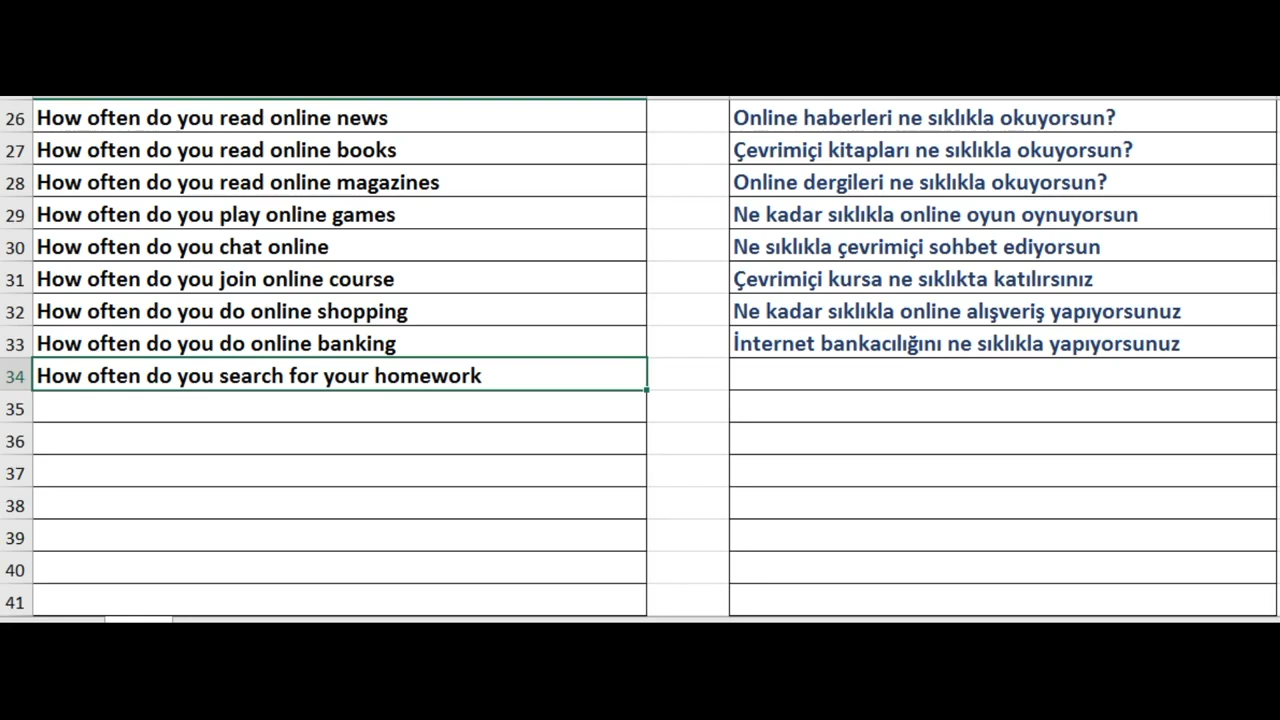 26 How often do you read online news Online haberleri ne sıklıkla okuyorsun?
27 How often do you read online books Çevrimiçi kitapları ne sıklıkla okuyorsun?
28 How often do you read online magazines Online dergileri ne sıklıkla okuyorsun?
29 How often do you play online games Ne kadar sıklıkla online oyun oynuyorsun
30 How often do you chat online Ne sıklıkla çevrimiçi sohbet ediyorsun
31 How often do you join online course Çevrimiçi kursa ne sıklıkta katılırsınız
32 How often do you do online shopping Ne kadar sıklıkla online alışveriş yapıyorsunuz
33 How often do you do online banking İnternet bankacılığını ne sıklıkla yapıyorsunuz
34 How often do you search for your homework
35
36
37
38
39
40
41